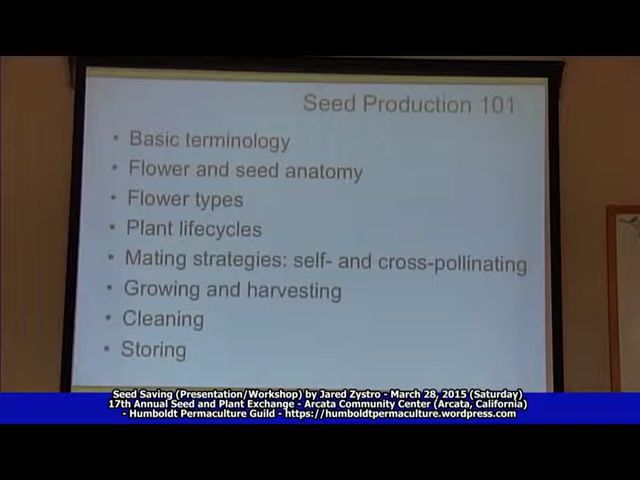 Seed Production 101
• Basic terminology
• Flower and seed anatomy
• Flower types
• Plant lifecycles
• Mating strategies: self- and cross-pollinating
• Growing and harvesting
• Cleaning
• Storing
Seed Saving (Presentation/Workshop) by Jared Zystro - March 28, 2015 (Saturday)
17th Annual Seed and Plant Exchange - Arcata Community Center (Arcata, California)
- Humboldt Permaculture Guild - https://humboldtpermaculture.wordpress.com